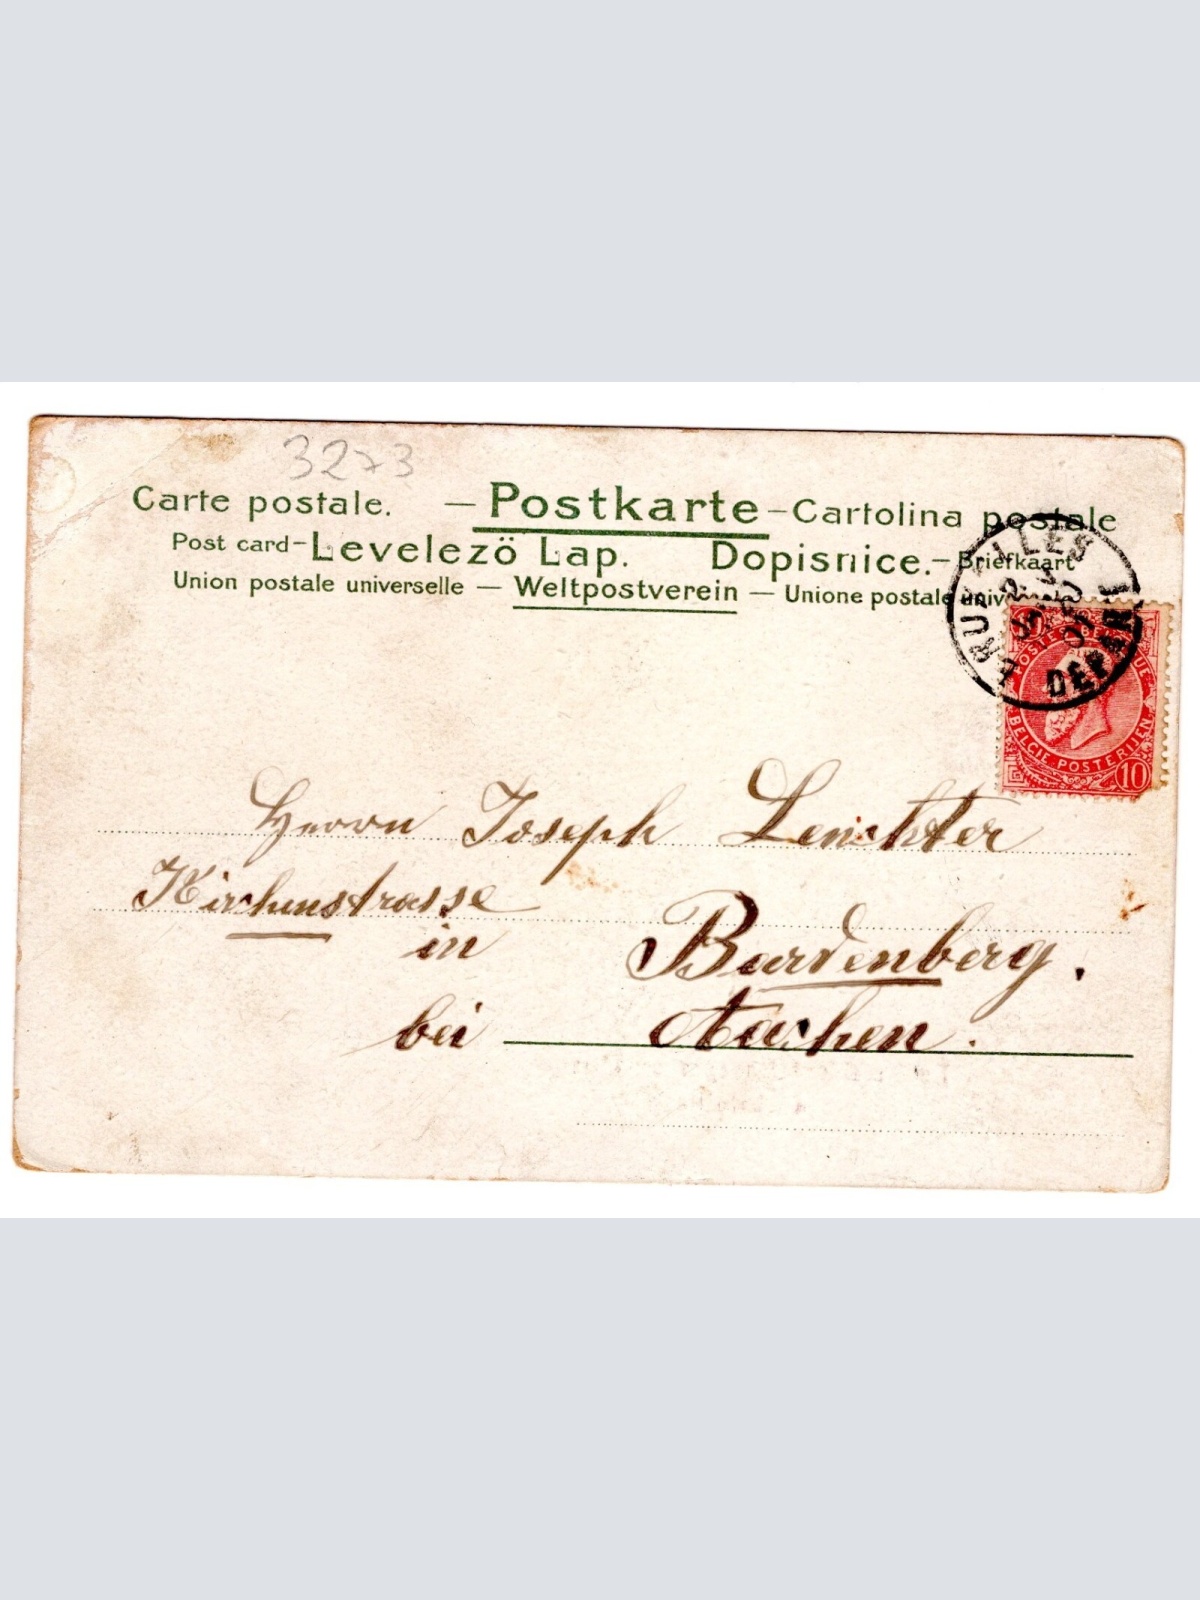 3273
Carte postale. — Postkarte – Cartolina postale
Post card – Levelezö Lap. Dopisnice. – Briefkaart
Union postale universelle — Weltpostverein — Unione postale
BRUXELLES
DEPART
BELGIE POSTERIJEN
10
Herrn Joseph
Kirchenstrasse
in Bardenberg.
bei Aachen.